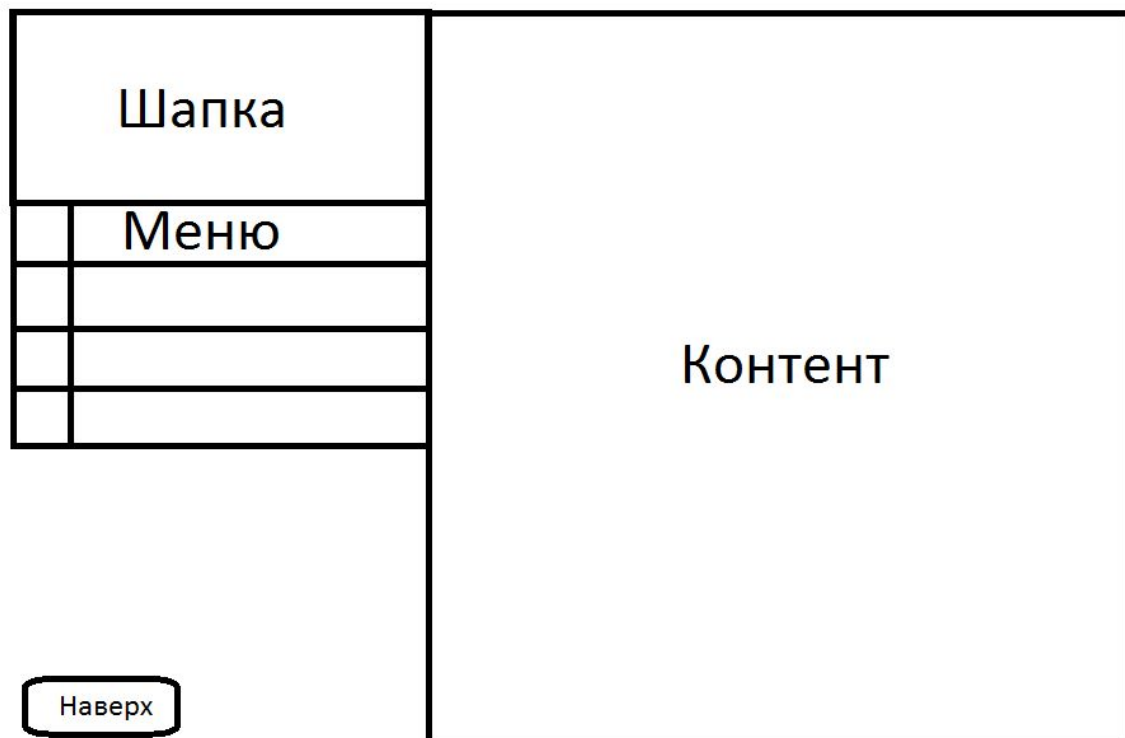 Шапка
Меню
Контент
Наверх